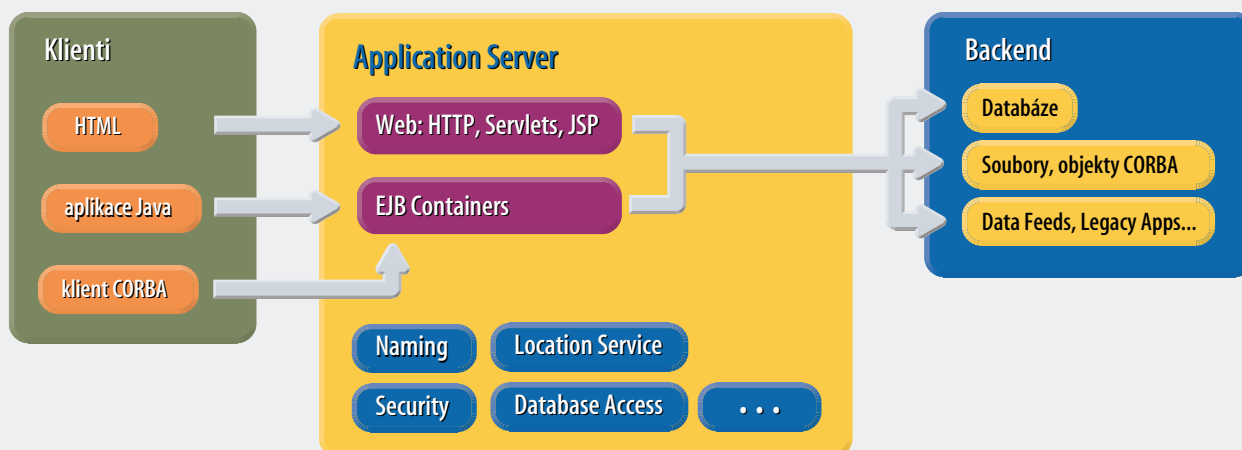 Klienti
HTML
aplikace Java
klient CORBA
Application Server
Web: HTTP, Servlets, JSP
EJB Containers
Naming
Location Service
Security
Database Access
...
Backend
Databáze
Soubory, objekty CORBA
Data Feeds, Legacy Apps...